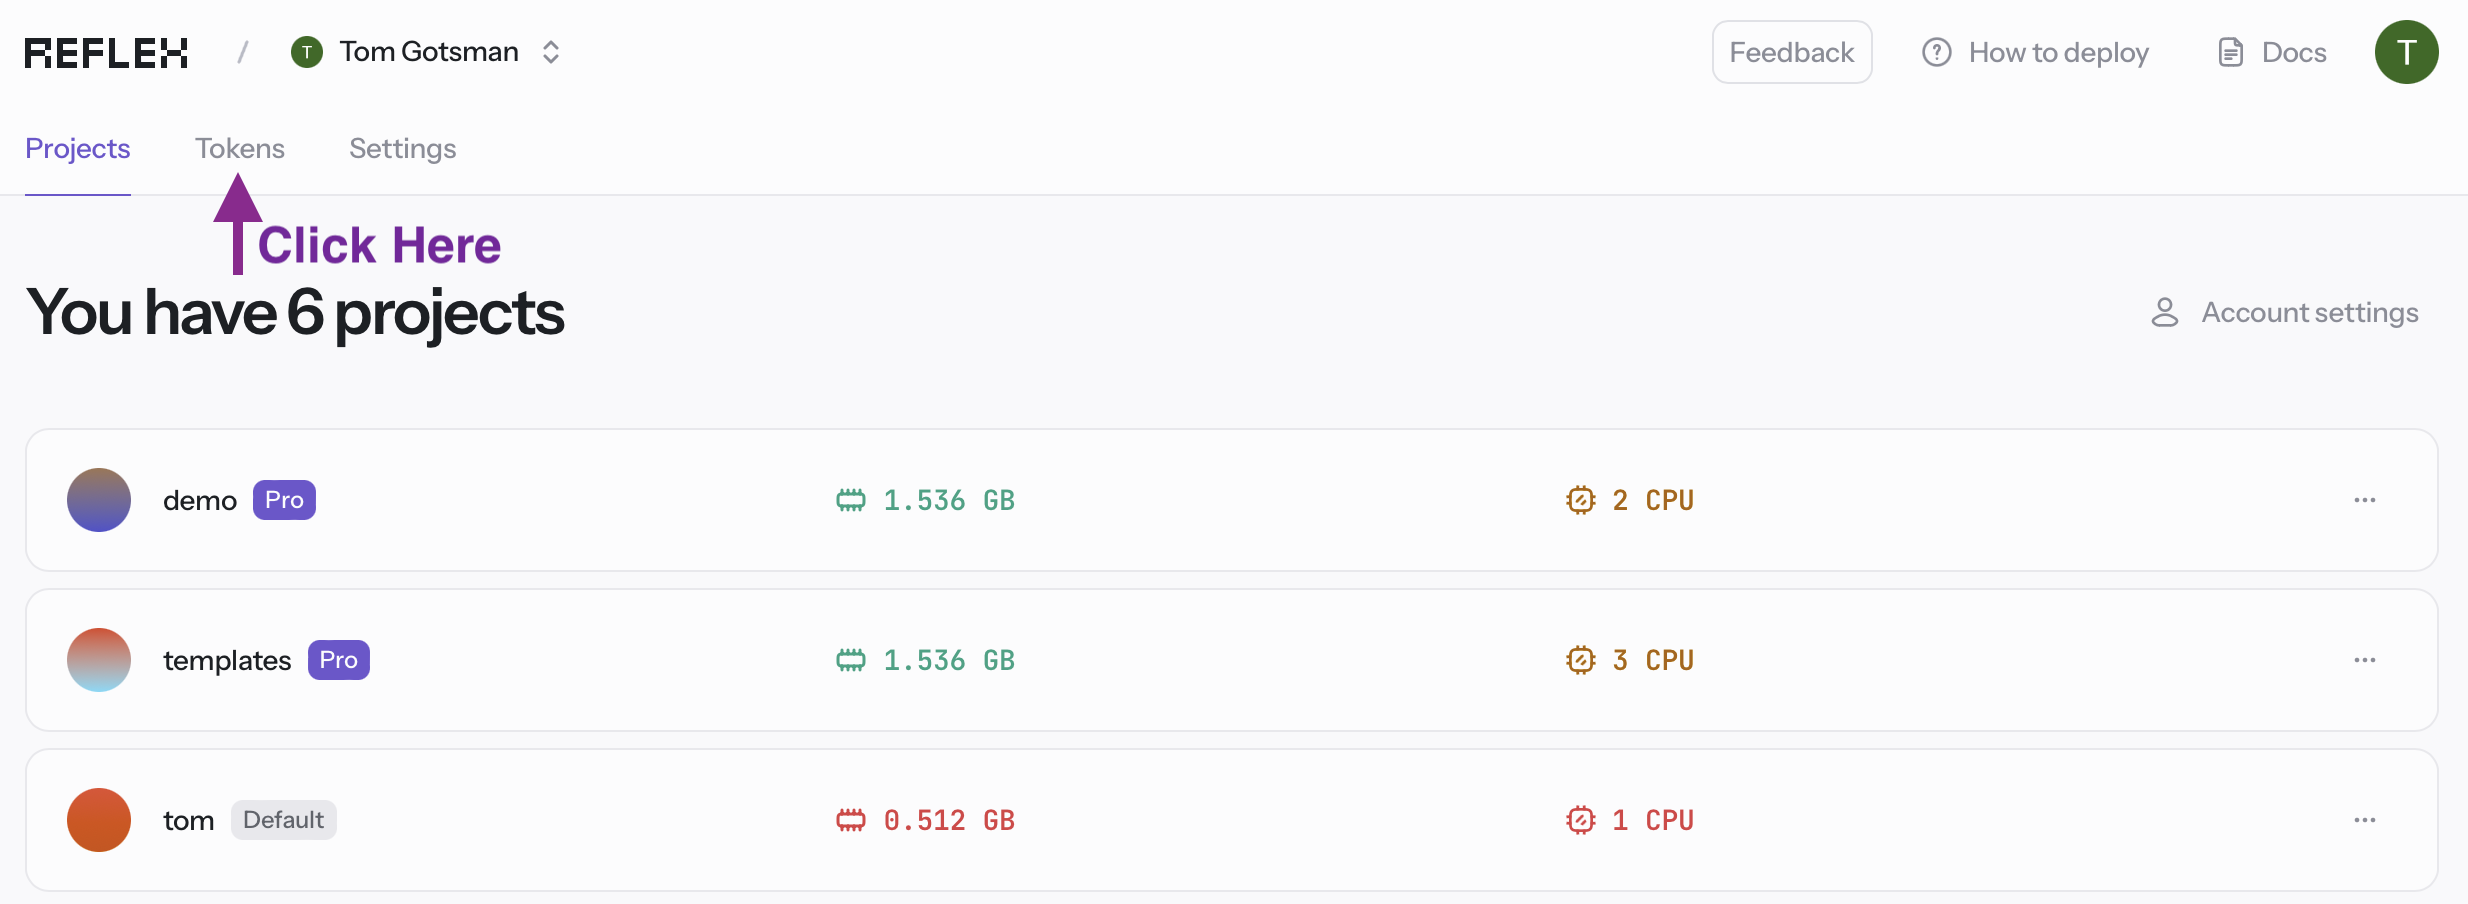 REFLEX / T Tom Gotsman Feedback How to deploy Docs T
Projects Tokens Settings
Click Here
You have 6 projects Account settings
demo Pro 1.536 GB 2 CPU
templates Pro 1.536 GB 3 CPU
tom Default 0.512 GB 1 CPU